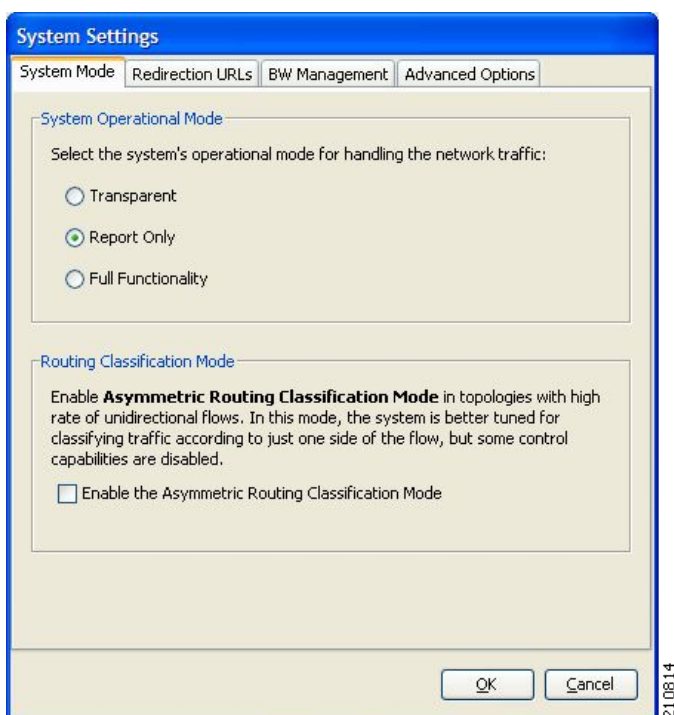 System Settings
System Mode
Redirection URLs
BW Management
Advanced Options
System Operational Mode
Select the system's operational mode for handling the network traffic:
Transparent
Report Only
Full Functionality
Routing Classification Mode
Enable Asymmetric Routing Classification Mode in topologies with high
rate of unidirectional flows. In this mode, the system is better tuned for
classifying traffic according to just one side of the flow, but some control
capabilities are disabled.
Enable the Asymmetric Routing Classification Mode
OK
Cancel
210814